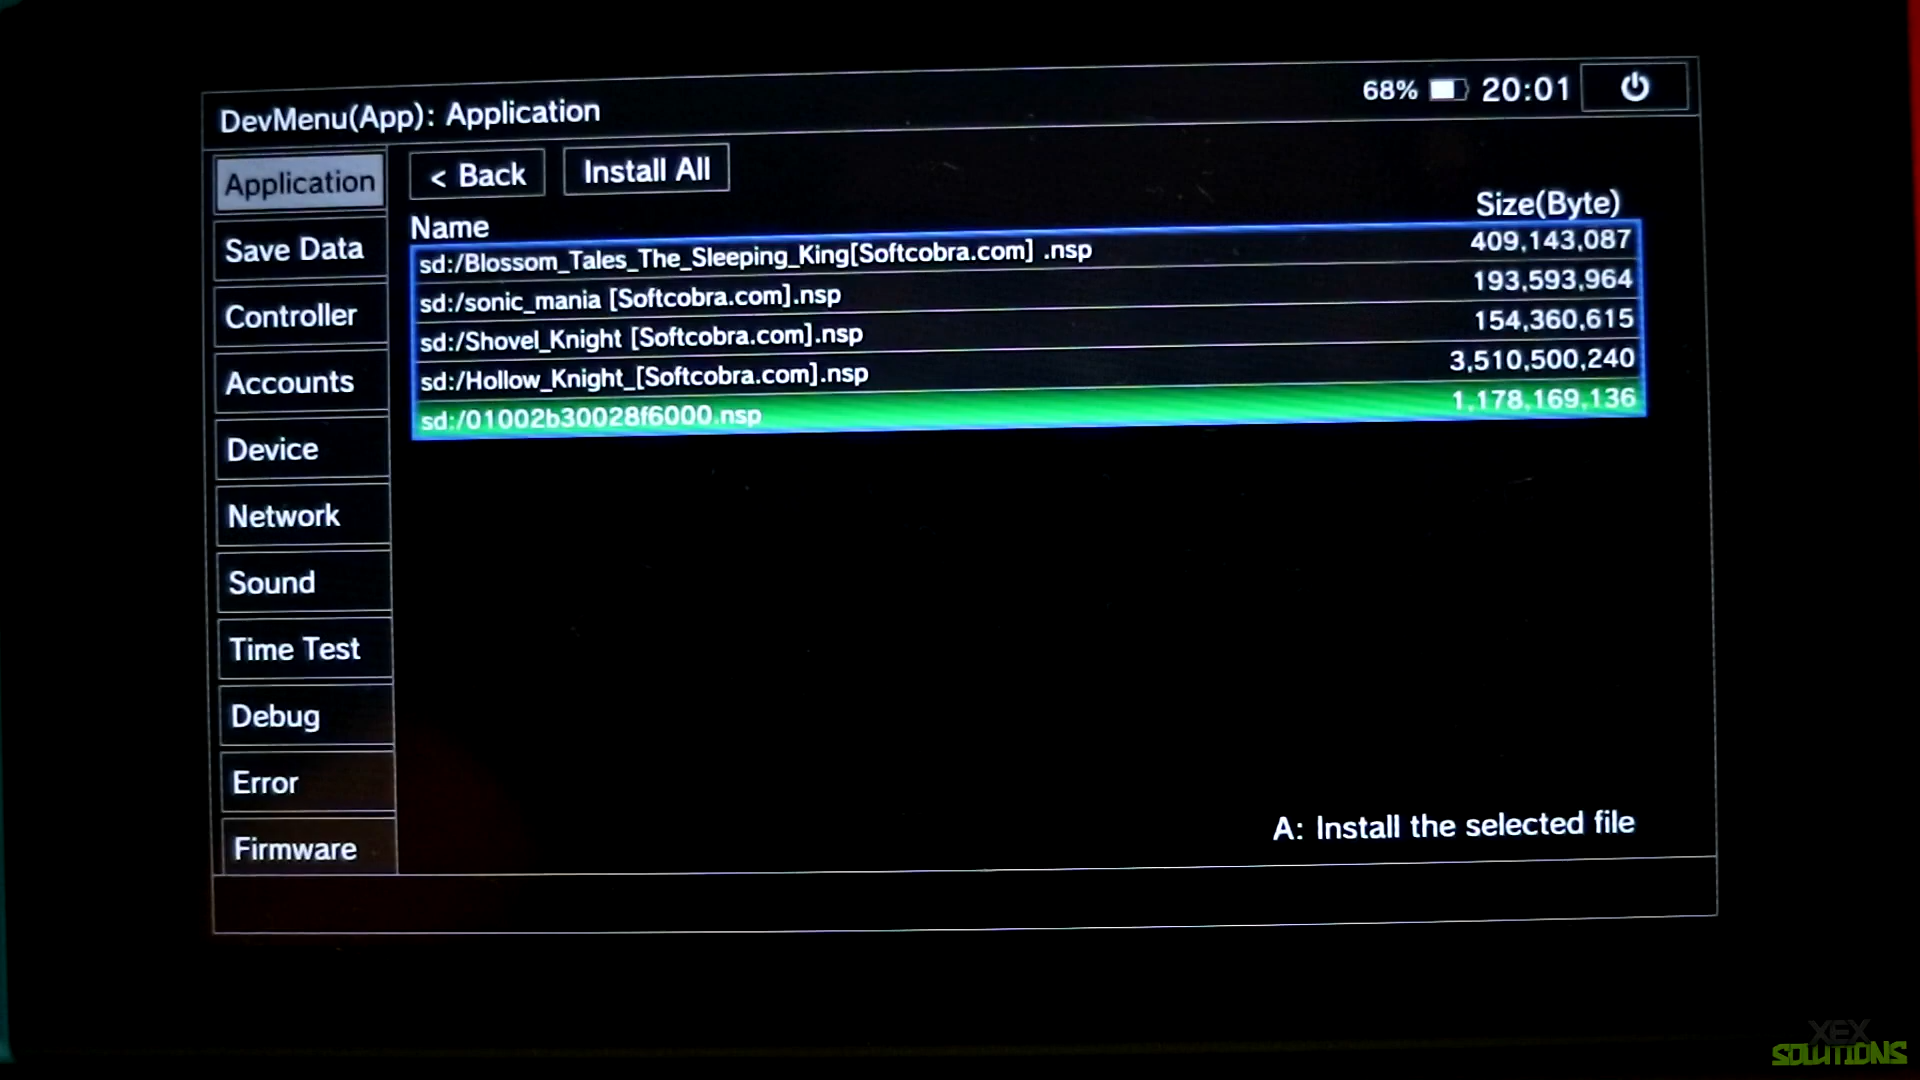 DevMenu(App): Application
68%
20:01
Application
Save Data
Controller
Accounts
Device
Network
Sound
Time Test
Debug
Error
Firmware
< Back
Install All
Name
Size(Byte)
sd:/Blossom_Tales_The_Sleeping_King[Softcobra.com] .nsp 409,143,087
sd:/sonic_mania [Softcobra.com].nsp 193,593,964
sd:/Shovel_Knight [Softcobra.com].nsp 154,360,615
sd:/Hollow_Knight_[Softcobra.com].nsp 3,510,500,240
sd:/01002b30028f6000.nsp 1,178,169,136
A: Install the selected file
XEX
SOLUTIONS